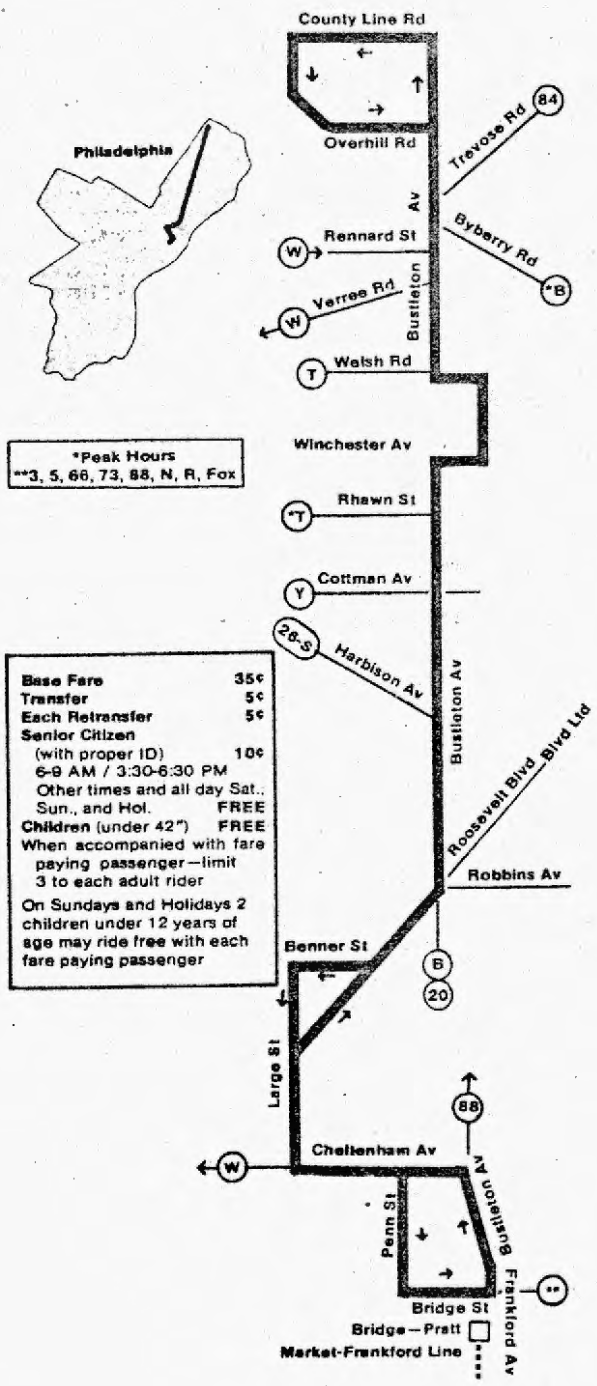 County Line Rd
Overhill Rd
Philadelphia
Trevose Rd
84
Av
Byberry Rd
*B
Rennard St
W
Verree Rd
W
Bustleton
Welsh Rd
T
Winchester Av
*Peak Hours
**3, 5, 66, 73, 88, N, R, Fox
Rhawn St
*T
Cottman Av
Y
26-S
Harbison Av
Bustleton Av
Base Fare 35¢
Transfer 5¢
Each Retransfer 5¢
Senior Citizen
(with proper ID) 10¢
6-9 AM / 3:30-6:30 PM
Other times and all day Sat.,
Sun., and Hol. FREE
Children (under 42") FREE
When accompanied with fare
paying passenger—limit
3 to each adult rider
On Sundays and Holidays 2
children under 12 years of
age may ride free with each
fare paying passenger
Roosevelt Blvd
Blvd Ltd
Robbins Av
Benner St
B
20
Large St
88
Cheltenham Av
W
Bustleton Av
Penn St
**
Bridge St
Frankford Av
Bridge—Pratt
Market-Frankford Line